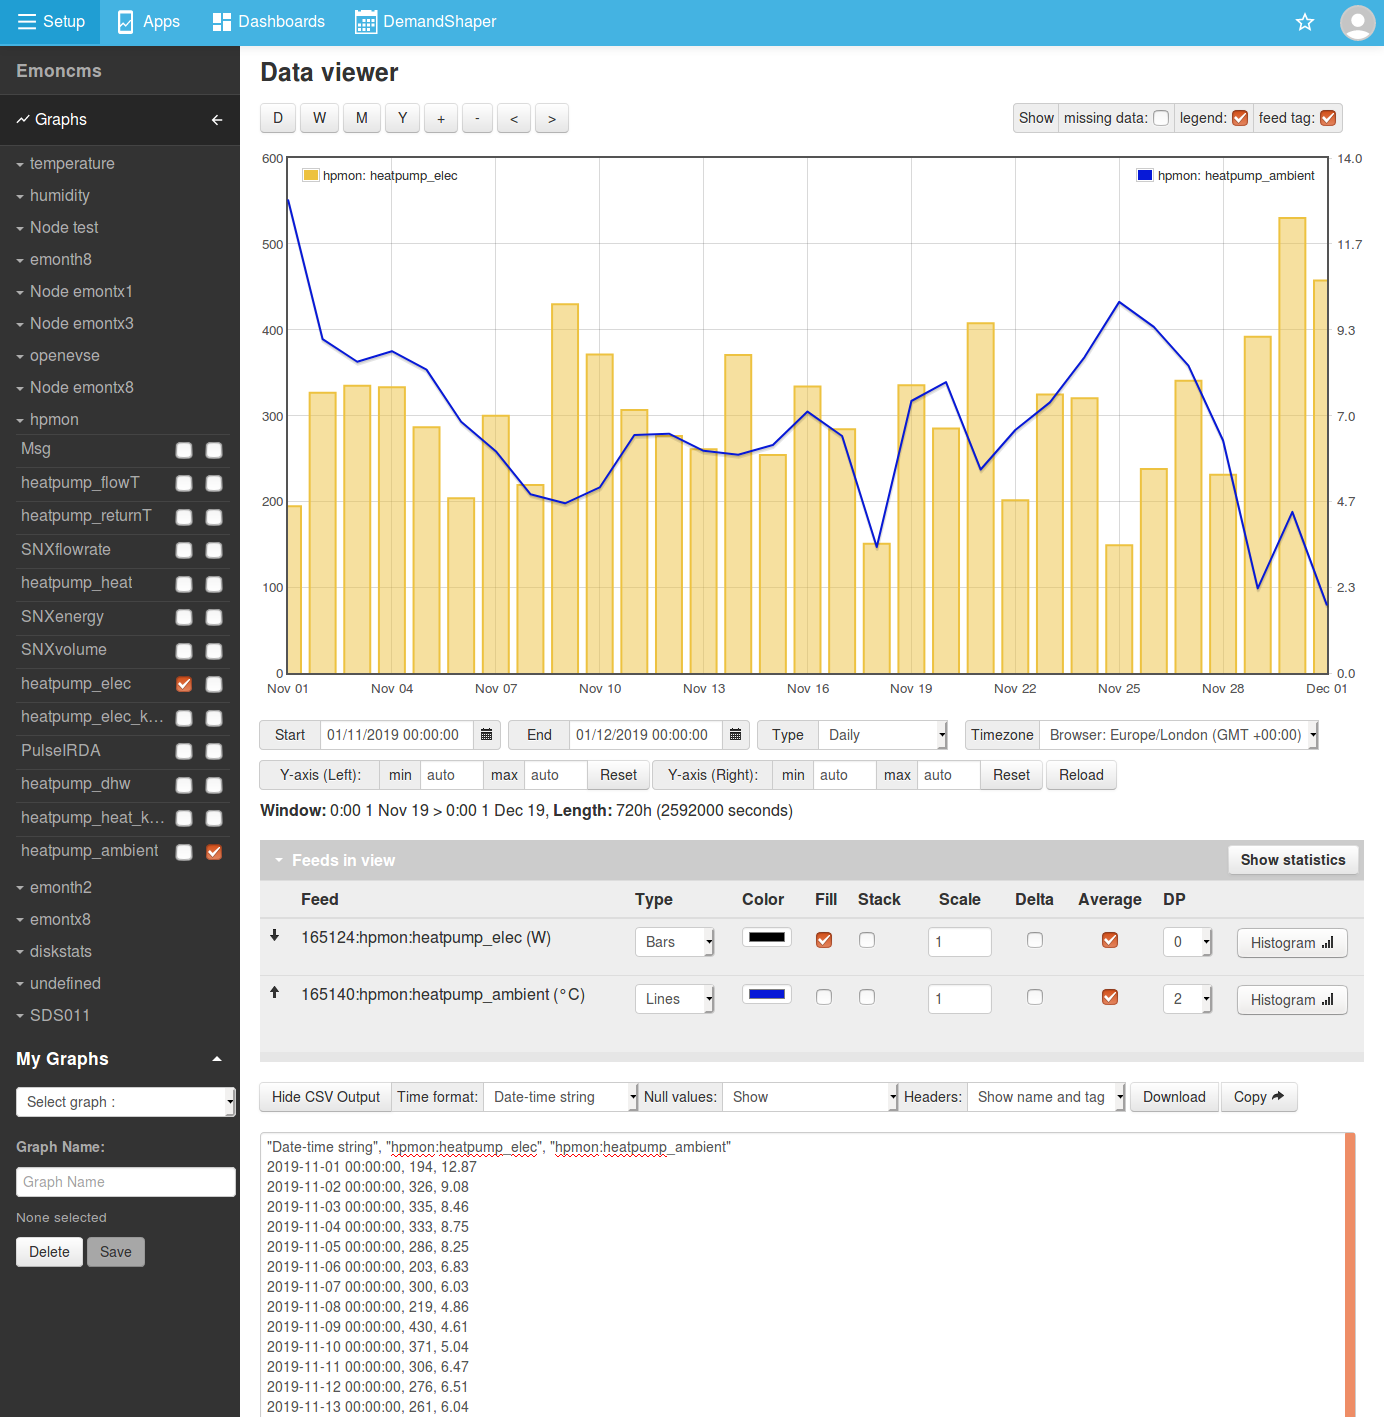 Setup Apps Dashboards DemandShaper
Emoncms
Graphs
temperature
humidity
Node test
emonth8
Node emontx1
Node emontx3
openevse
Node emontx8
hpmon
Msg
heatpump_flowT
heatpump_returnT
SNXflowrate
heatpump_heat
SNXenergy
SNXvolume
heatpump_elec
heatpump_elec_k...
PulseIRDA
heatpump_dhw
heatpump_heat_k...
heatpump_ambient
emonth2
emontx8
diskstats
undefined
SDS011
My Graphs
Select graph :
Graph Name:
Graph Name
None selected
Delete Save
Data viewer
D W M Y + - < >
Show missing data: legend: feed tag:
hpmon: heatpump_elec
hpmon: heatpump_ambient
600
500
400
300
200
100
0
14.0
11.7
9.3
7.0
4.7
2.3
0.0
Nov 01 Nov 04 Nov 07 Nov 10 Nov 13 Nov 16 Nov 19 Nov 22 Nov 25 Nov 28 Dec 01
Start 01/11/2019 00:00:00 End 01/12/2019 00:00:00 Type Daily Timezone Browser: Europe/London (GMT +00:00)
Y-axis (Left): min auto max auto Reset Y-axis (Right): min auto max auto Reset Reload
Window: 0:00 1 Nov 19 > 0:00 1 Dec 19, Length: 720h (2592000 seconds)
Feeds in view Show statistics
Feed Type Color Fill Stack Scale Delta Average DP
165124:hpmon:heatpump_elec (W) Bars 1 0 Histogram
165140:hpmon:heatpump_ambient (°C) Lines 1 2 Histogram
Hide CSV Output Time format: Date-time string Null values: Show Headers: Show name and tag Download Copy
"Date-time string", "hpmon:heatpump_elec", "hpmon:heatpump_ambient"
2019-11-01 00:00:00, 194, 12.87
2019-11-02 00:00:00, 326, 9.08
2019-11-03 00:00:00, 335, 8.46
2019-11-04 00:00:00, 333, 8.75
2019-11-05 00:00:00, 286, 8.25
2019-11-06 00:00:00, 203, 6.83
2019-11-07 00:00:00, 300, 6.03
2019-11-08 00:00:00, 219, 4.86
2019-11-09 00:00:00, 430, 4.61
2019-11-10 00:00:00, 371, 5.04
2019-11-11 00:00:00, 306, 6.47
2019-11-12 00:00:00, 276, 6.51
2019-11-13 00:00:00, 261, 6.04